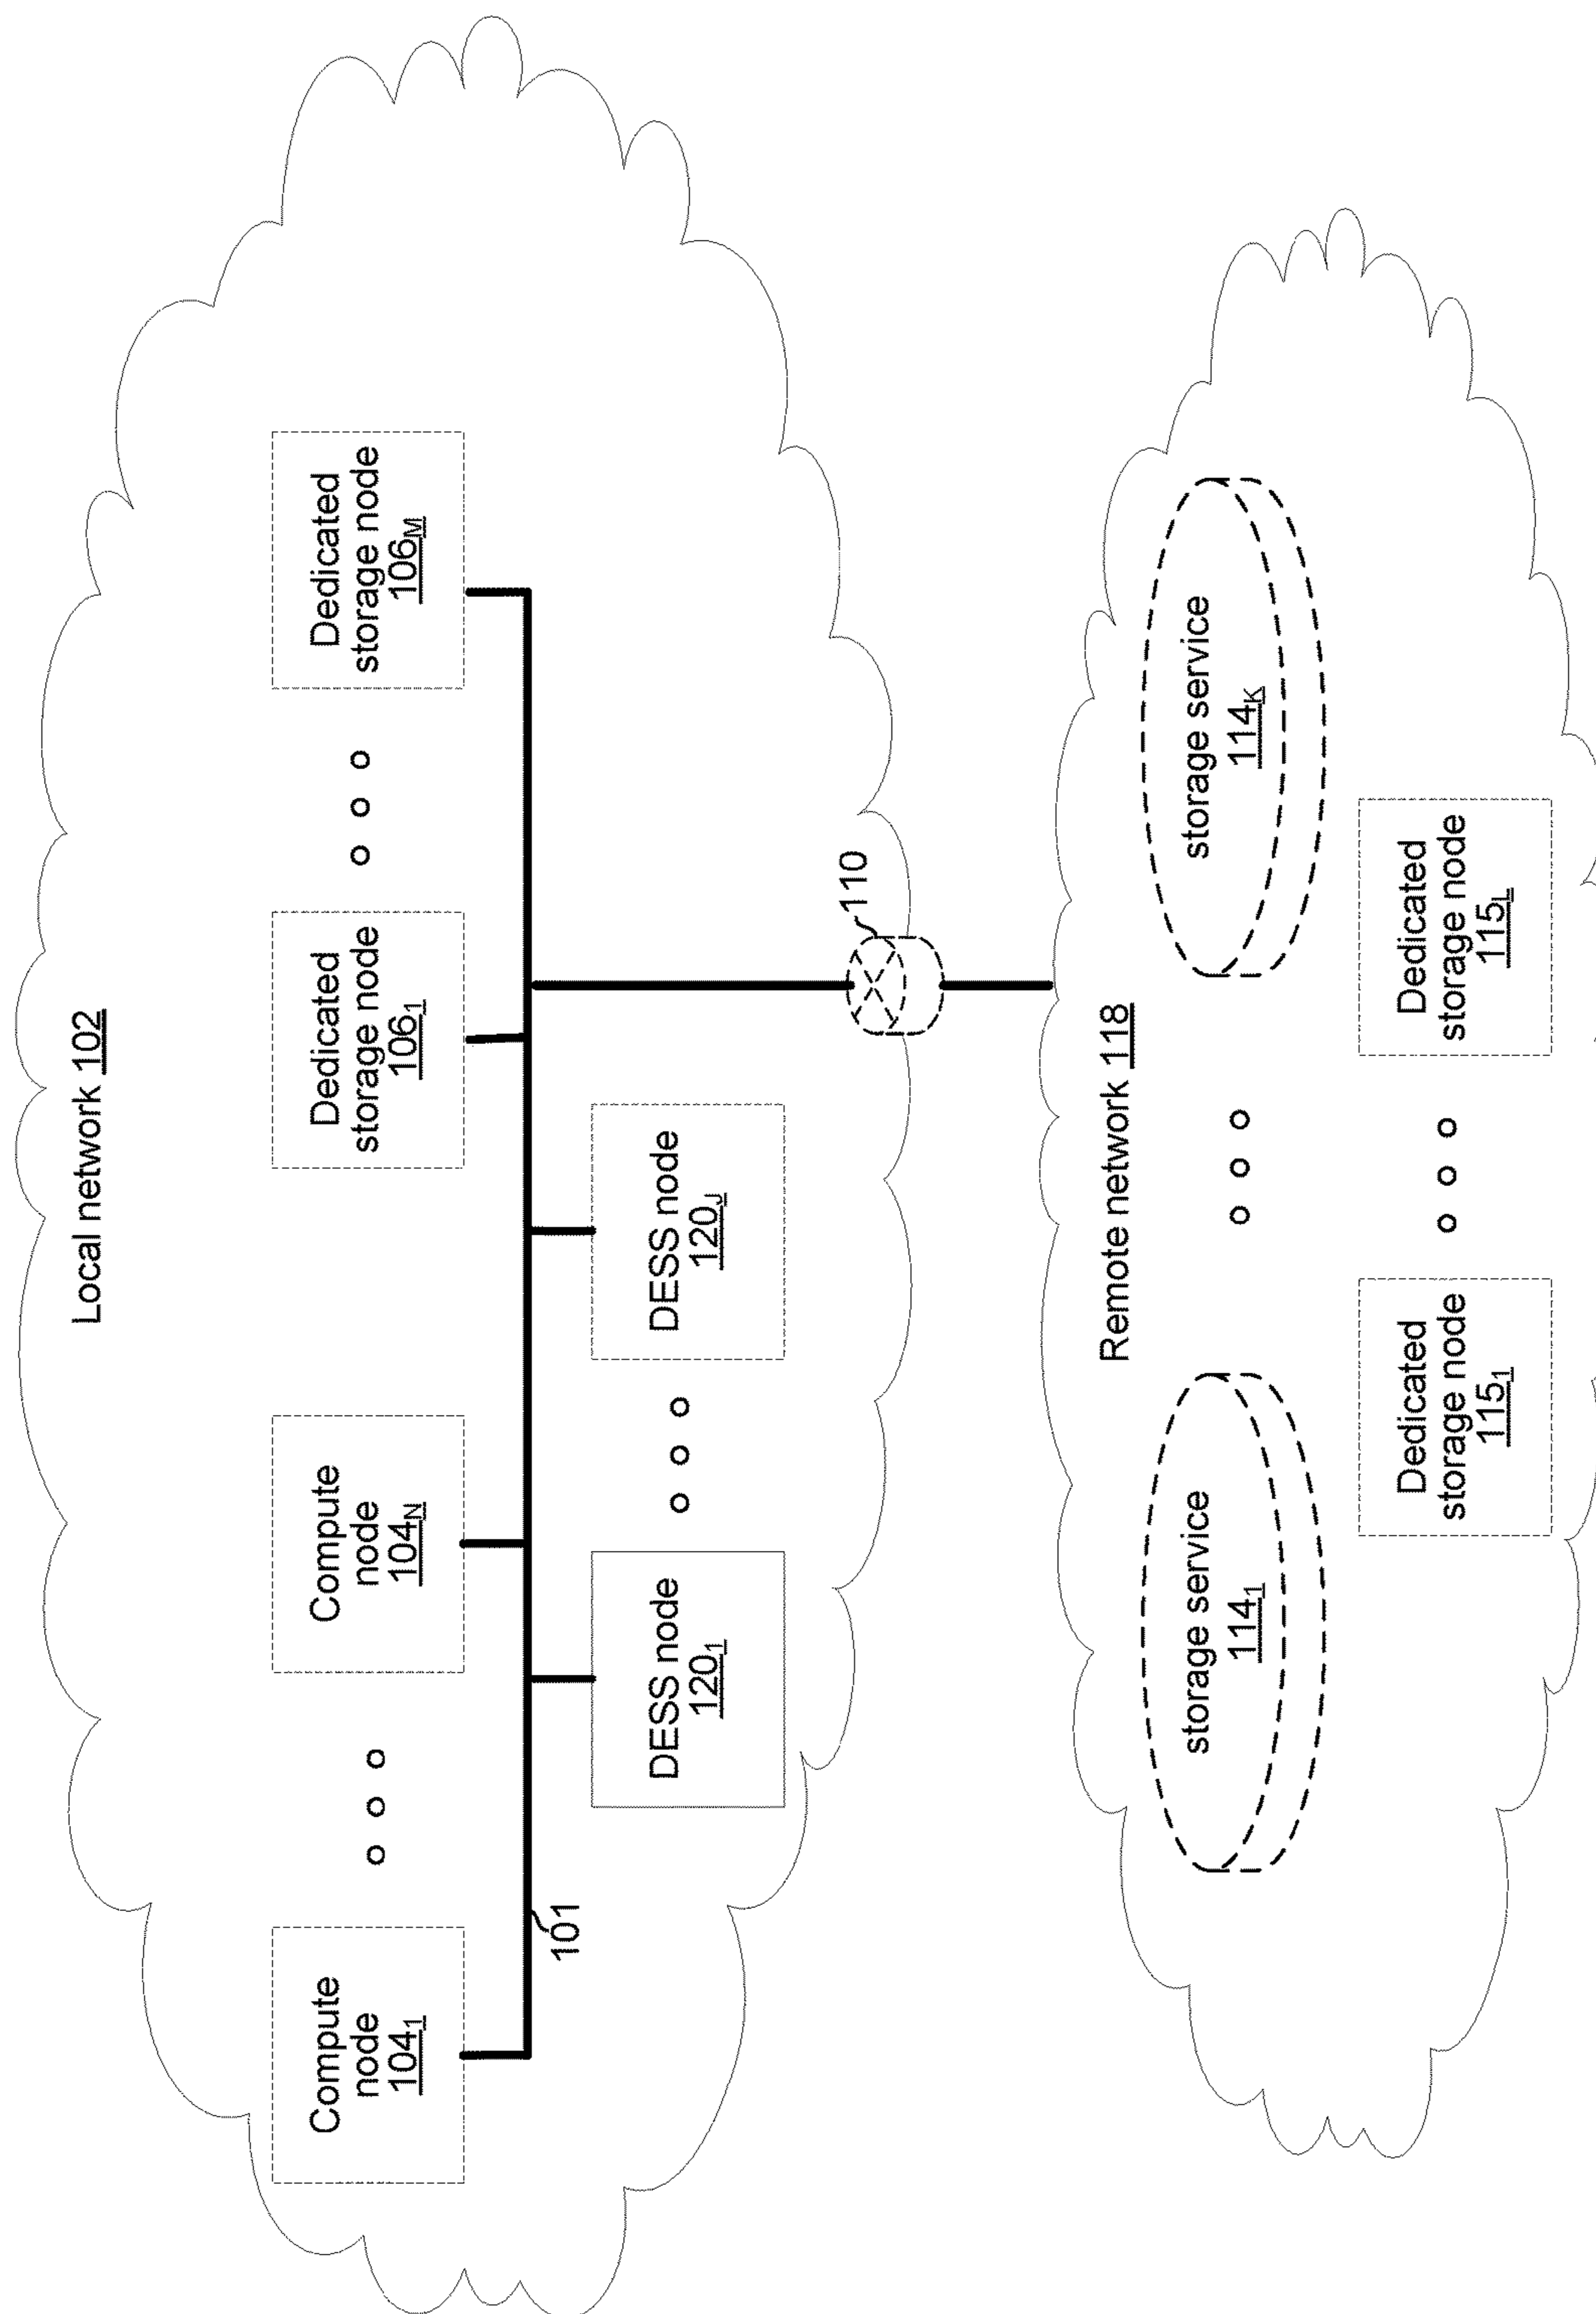 Local network 102
Compute
node
104₁
Compute
node
104N
Dedicated
storage node
106₁
Dedicated
storage node
106M
101
DESS node
120₁
DESS node
120J
110
Remote network 118
storage service
114₁
storage service
114K
Dedicated
storage node
115₁
Dedicated
storage node
115L